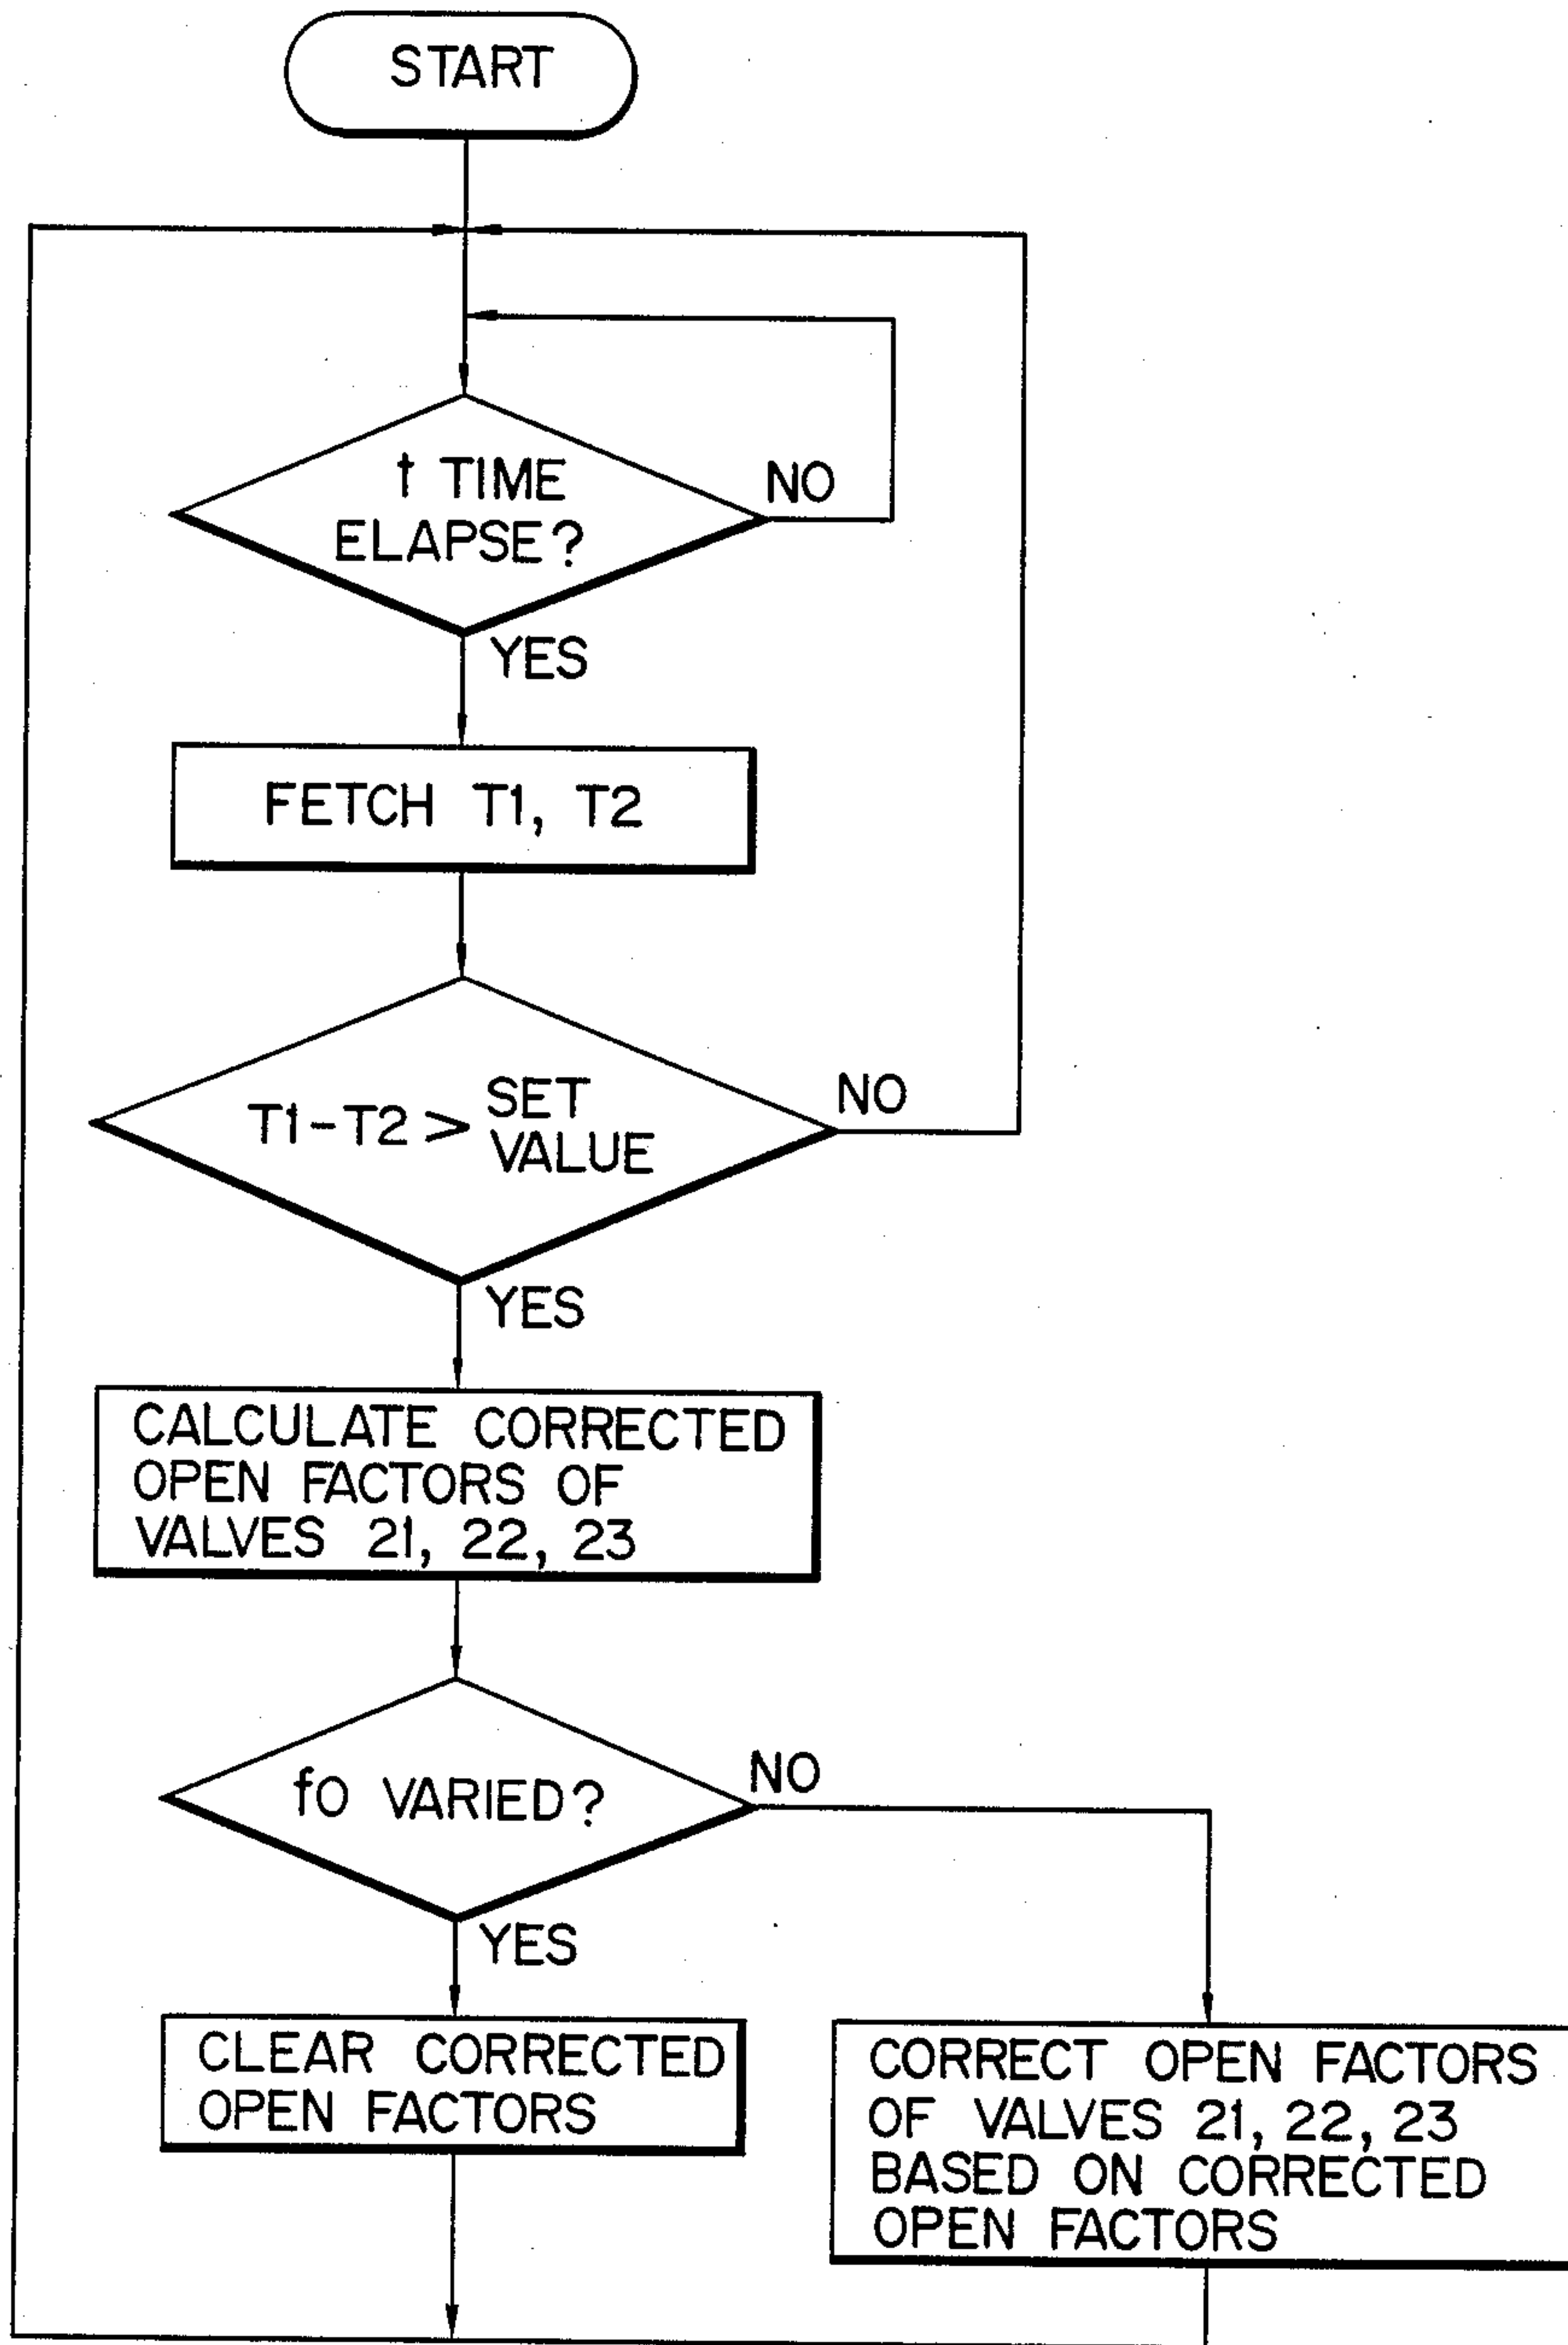 START
t TIME
ELAPSE?
NO
YES
FETCH T1, T2
T1-T2 > SET
VALUE
NO
YES
CALCULATE CORRECTED
OPEN FACTORS OF
VALVES 21, 22, 23
fO VARIED?
NO
YES
CLEAR CORRECTED
OPEN FACTORS
CORRECT OPEN FACTORS
OF VALVES 21, 22, 23
BASED ON CORRECTED
OPEN FACTORS